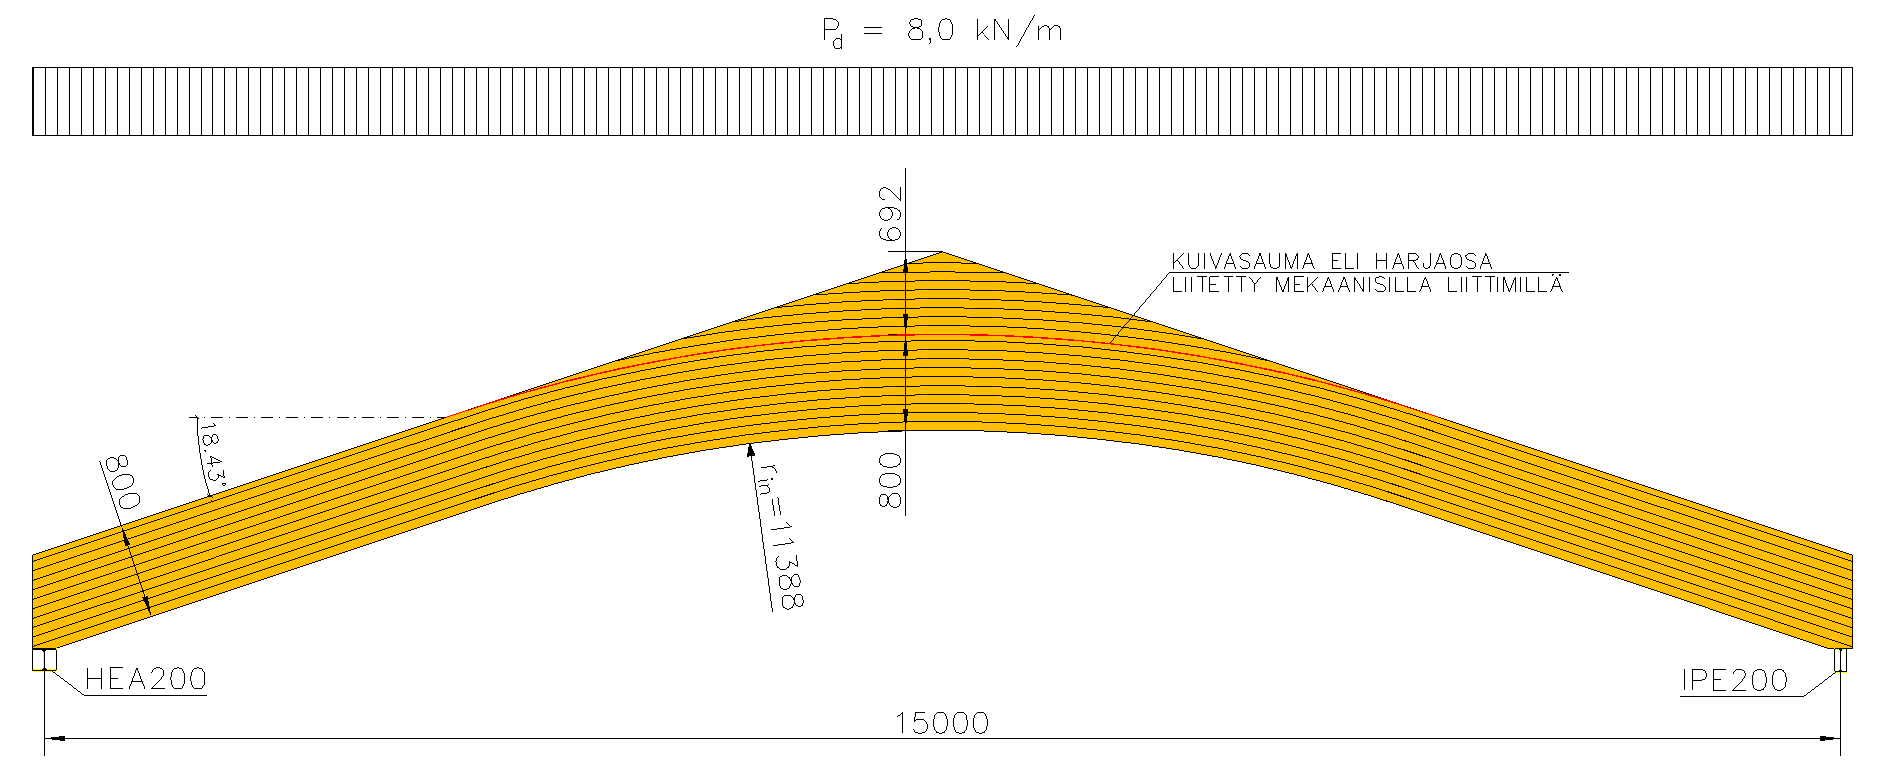 Pd = 8,0 kN/m
692
KUIVASAUMA ELI HARJAOSA
LIITETTY MEKAANISILLA LIITTIMILLÄ
18.43°
800
800
rin=11388
HEA200
IPE200
15000